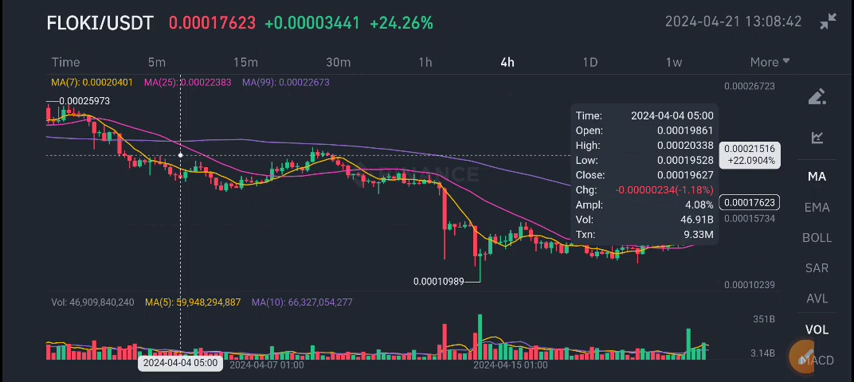 FLOKI/USDT 0.00017623 +0.00003441 +24.26% 2024-04-21 13:08:42
Time 5m 15m 30m 1h 4h 1D 1w More
MA(7): 0.00020401 MA(25): 0.00022383 MA(99): 0.00022673
0.00026723
0.00025973
Time: 2024-04-04 05:00
Open: 0.00019861
High: 0.00020338
Low: 0.00019528
Close: 0.00019627
Chg: -0.00000234(-1.18%)
Ampl: 4.08%
Vol: 46.91B
Txn: 9.33M
0.00021516
+22.0904%
0.00017623
0.00015734
0.00010989
0.00010239
MA
EMA
BOLL
SAR
AVL
VOL
MACD
Vol: 46,909,840,240 MA(5): 59,948,294,887 MA(10): 66,327,054,277
351B
3.14B
2024-04-04 05:00 2024-04-07 01:00 2024-04-15 01:00